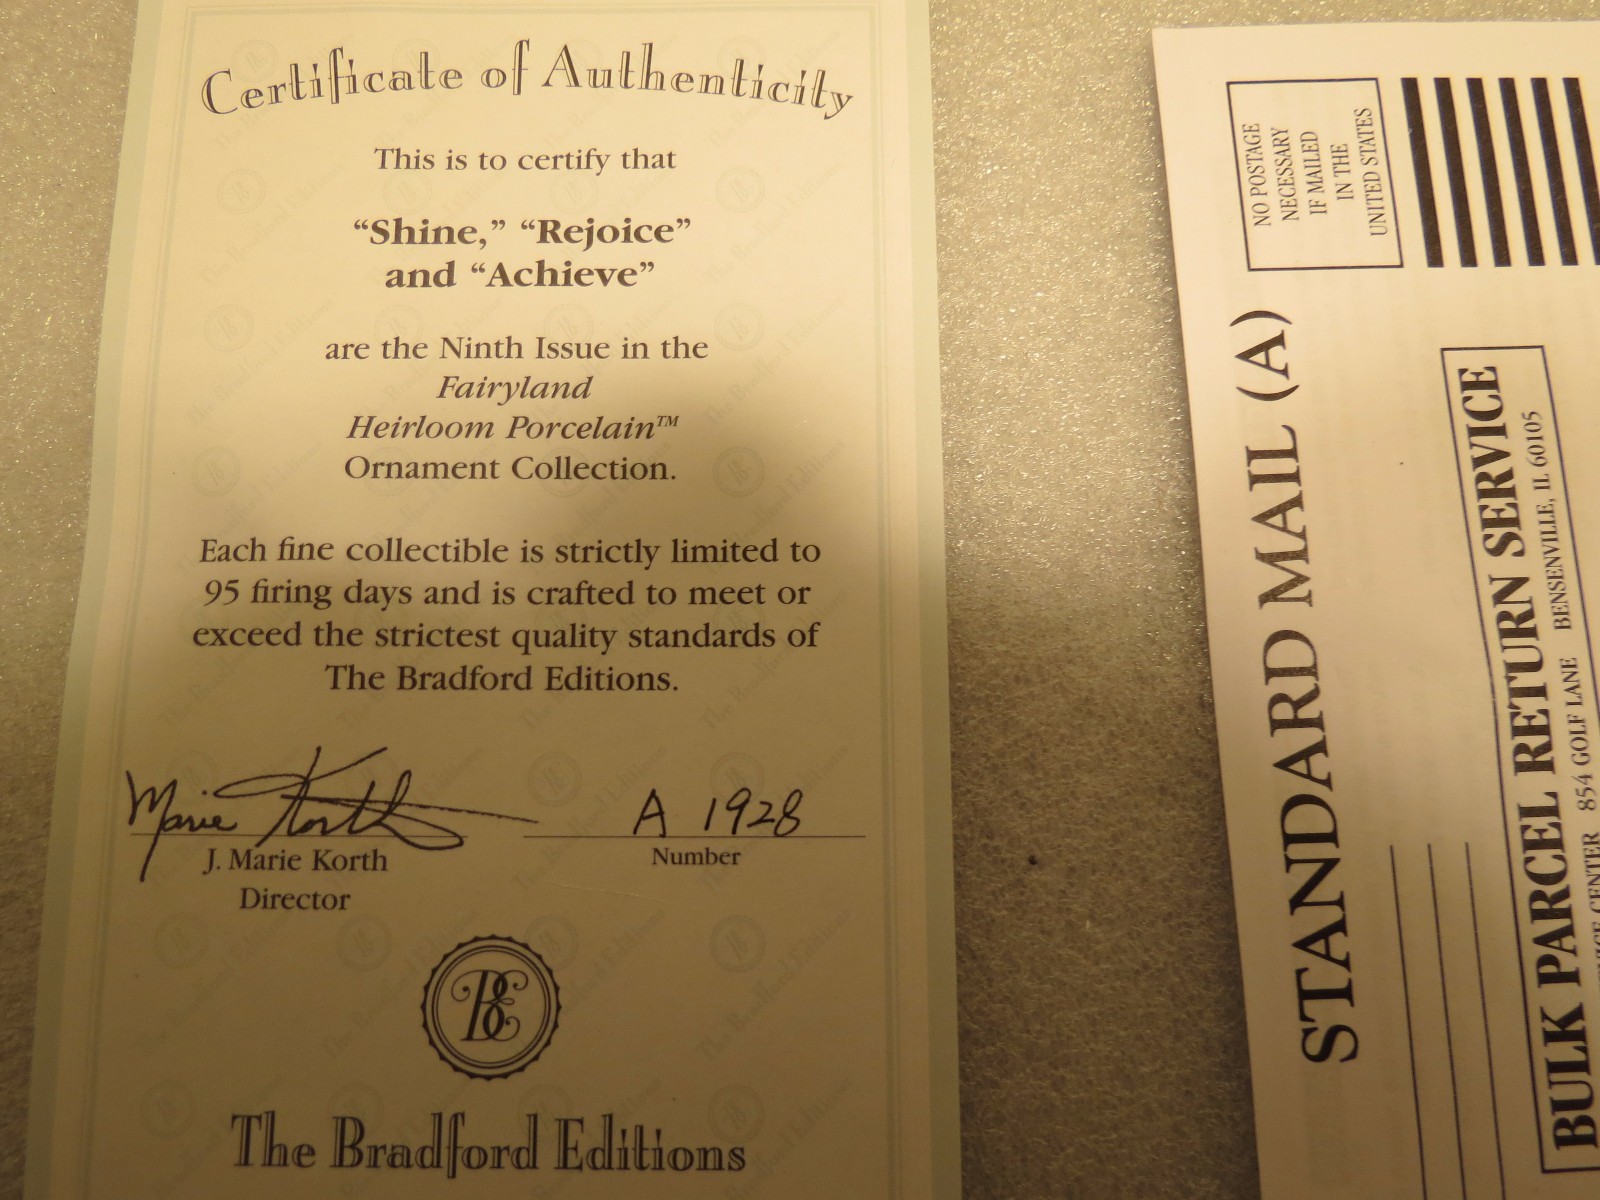 Certificate of Authenticity
This is to certify that
“Shine,” “Rejoice”
and “Achieve”
are the Ninth Issue in the
Fairyland
Heirloom Porcelain™
Ornament Collection.
Each fine collectible is strictly limited to
95 firing days and is crafted to meet or
exceed the strictest quality standards of
The Bradford Editions.
Marie Korth
A 1928
J. Marie Korth
Number
Director
BE
The Bradford Editions
NO POSTAGE
NECESSARY
IF MAILED
IN THE
UNITED STATES
STANDARD MAIL (A)
BULK PARCEL RETURN SERVICE
854 GOLF LANE BENSENVILLE, IL 60105
CENTER